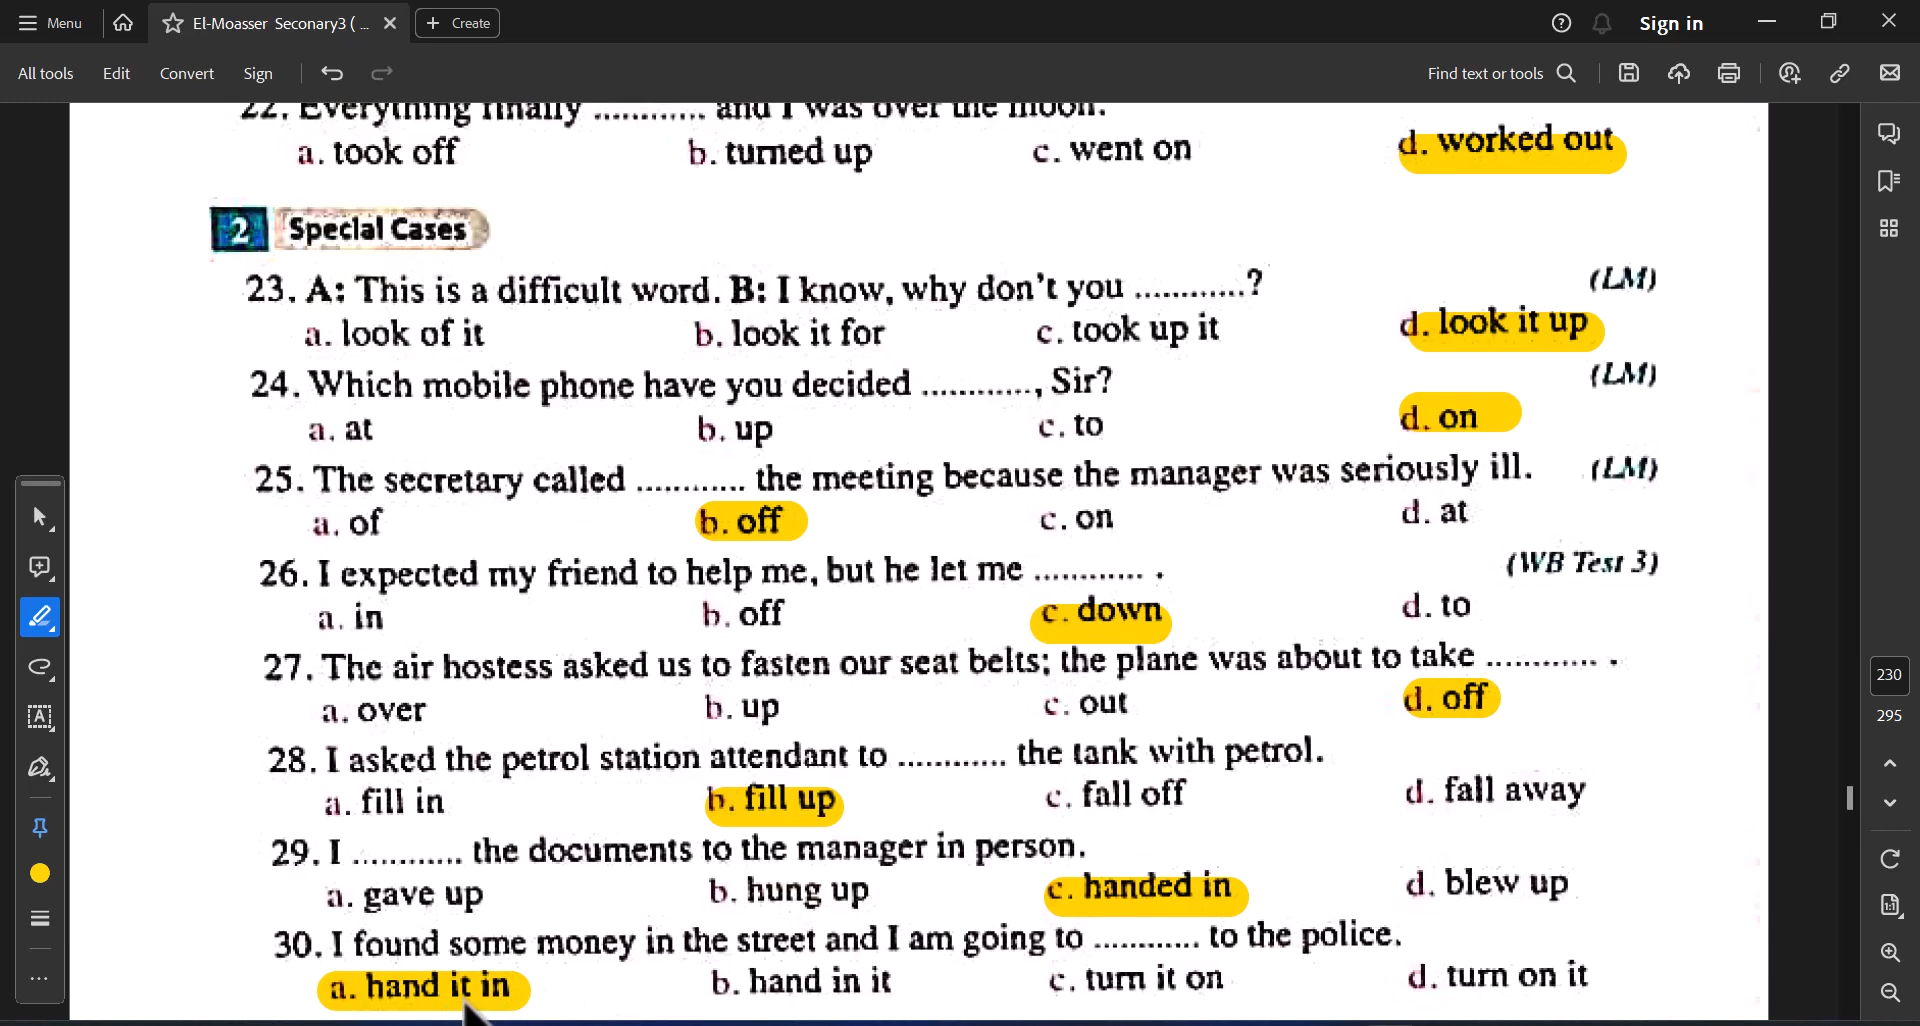 Menu
El-Moasser Seconary3 ( ...
Create
Sign in
All tools
Edit
Convert
Sign
Find text or tools
22. Everything finally ............ and I was over the moon.
a. took off b. turned up c. went on d. worked out
2 Special Cases
23. A: This is a difficult word. B: I know, why don't you ............? (LM)
a. look of it b. look it for c. took up it d. look it up
24. Which mobile phone have you decided ............, Sir? (LM)
a. at b. up c. to d. on
25. The secretary called ............ the meeting because the manager was seriously ill. (LM)
a. of b. off c. on d. at
26. I expected my friend to help me, but he let me ............ . (WB Test 3)
a. in b. off c. down d. to
27. The air hostess asked us to fasten our seat belts; the plane was about to take ............ .
a. over b. up c. out d. off
28. I asked the petrol station attendant to ............ the tank with petrol.
a. fill in b. fill up c. fall off d. fall away
29. I ............ the documents to the manager in person.
a. gave up b. hung up c. handed in d. blew up
30. I found some money in the street and I am going to ............ to the police.
a. hand it in b. hand in it c. turn it on d. turn on it
230
295